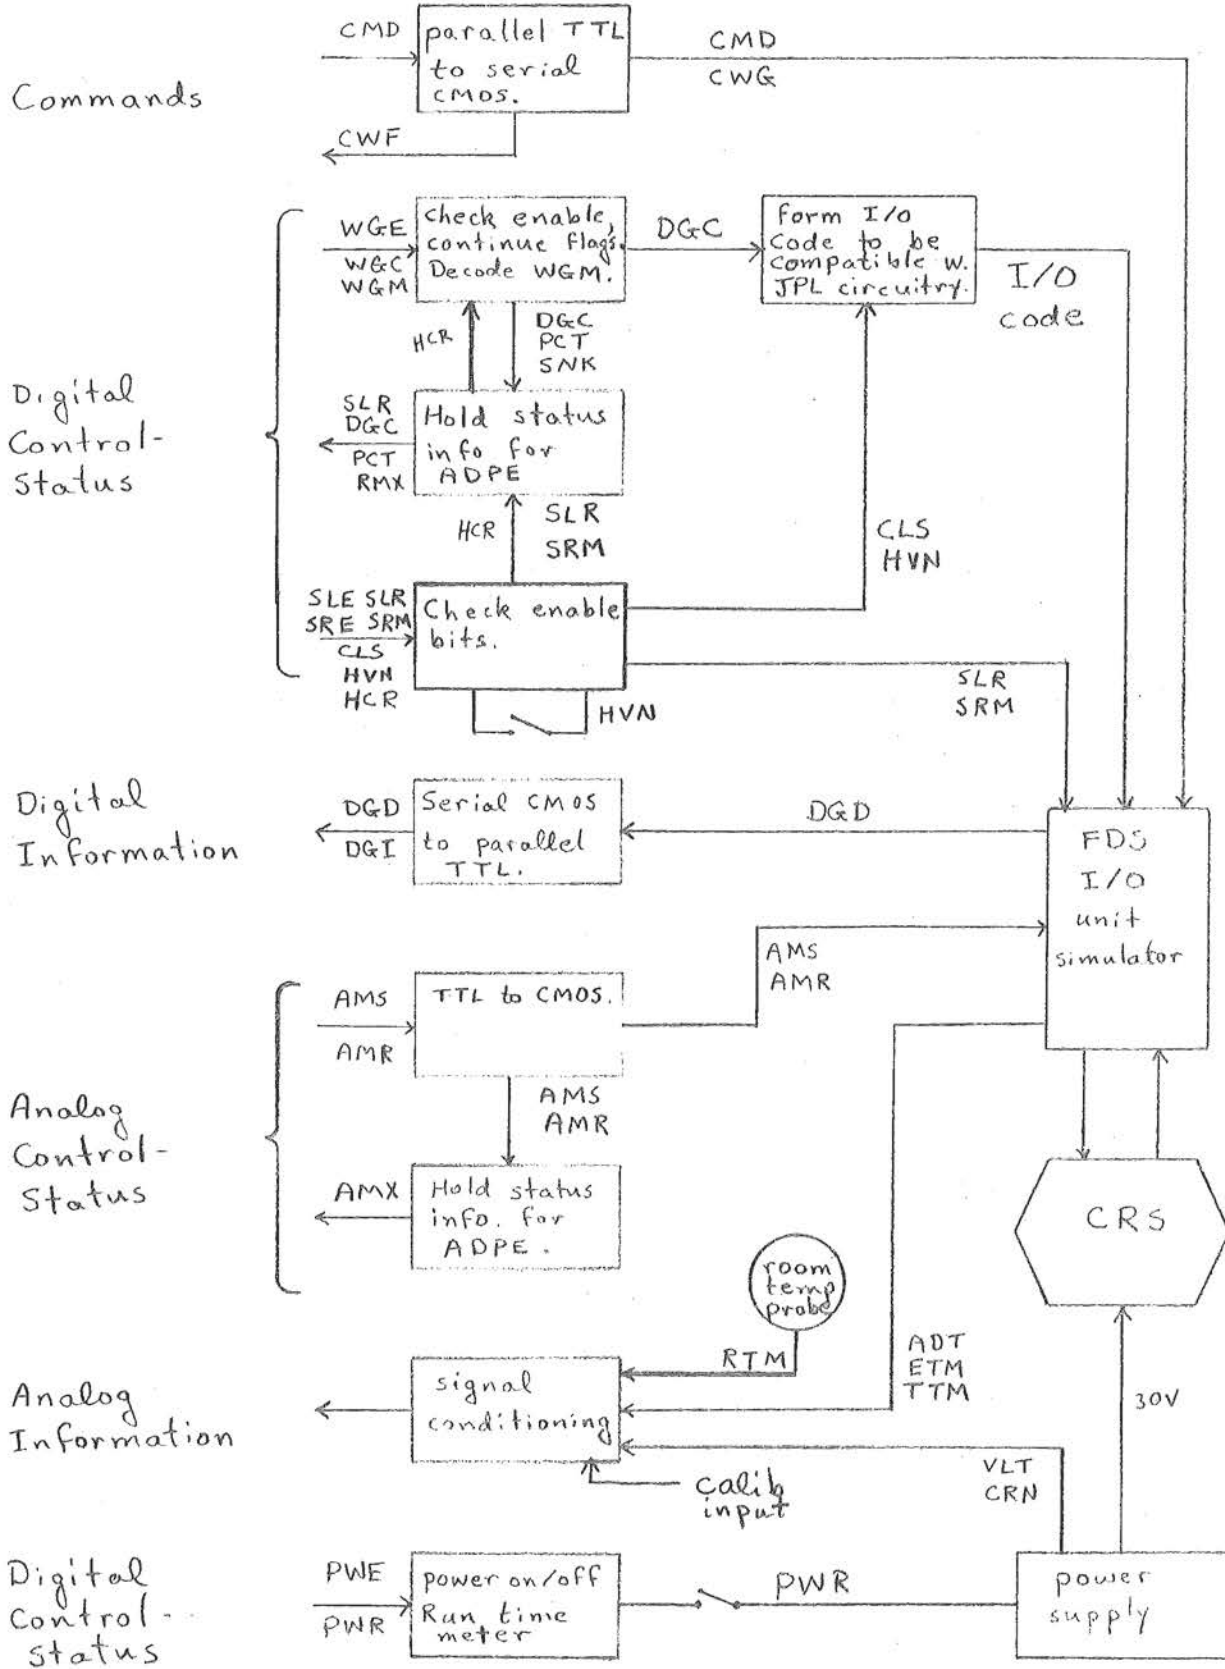 Commands
CMD
parallel TTL
to serial
CMOS.
CMD
CWG
CWF
Digital
Control-
Status
WGE
WGC
WGM
check enable,
continue flags.
Decode WGM.
DGC
form I/O
Code to be
compatible w.
JPL circuitry.
I/O
code
HCR
DGC
PCT
SNK
SLR
DGC
PCT
RMX
Hold status
info for
ADPE
HCR
SLR
SRM
CLS
HVN
SLE SLR
SRE SRM
CLS
HVN
HCR
Check enable
bits.
HVN
SLR
SRM
Digital
Information
DGD
DGI
Serial CMOS
to parallel
TTL.
DGD
FDS
I/O
unit
simulator
Analog
Control-
Status
AMS
AMR
TTL to CMOS.
AMS
AMR
AMS
AMR
AMX
Hold status
info. for
ADPE.
CRS
room
temp
probe
Analog
Information
signal
conditioning
RTM
ADT
ETM
TTM
30V
VLT
CRN
Calib
input
Digital
Control-
Status
PWE
PWR
power on/off
Run time
meter
PWR
power
supply